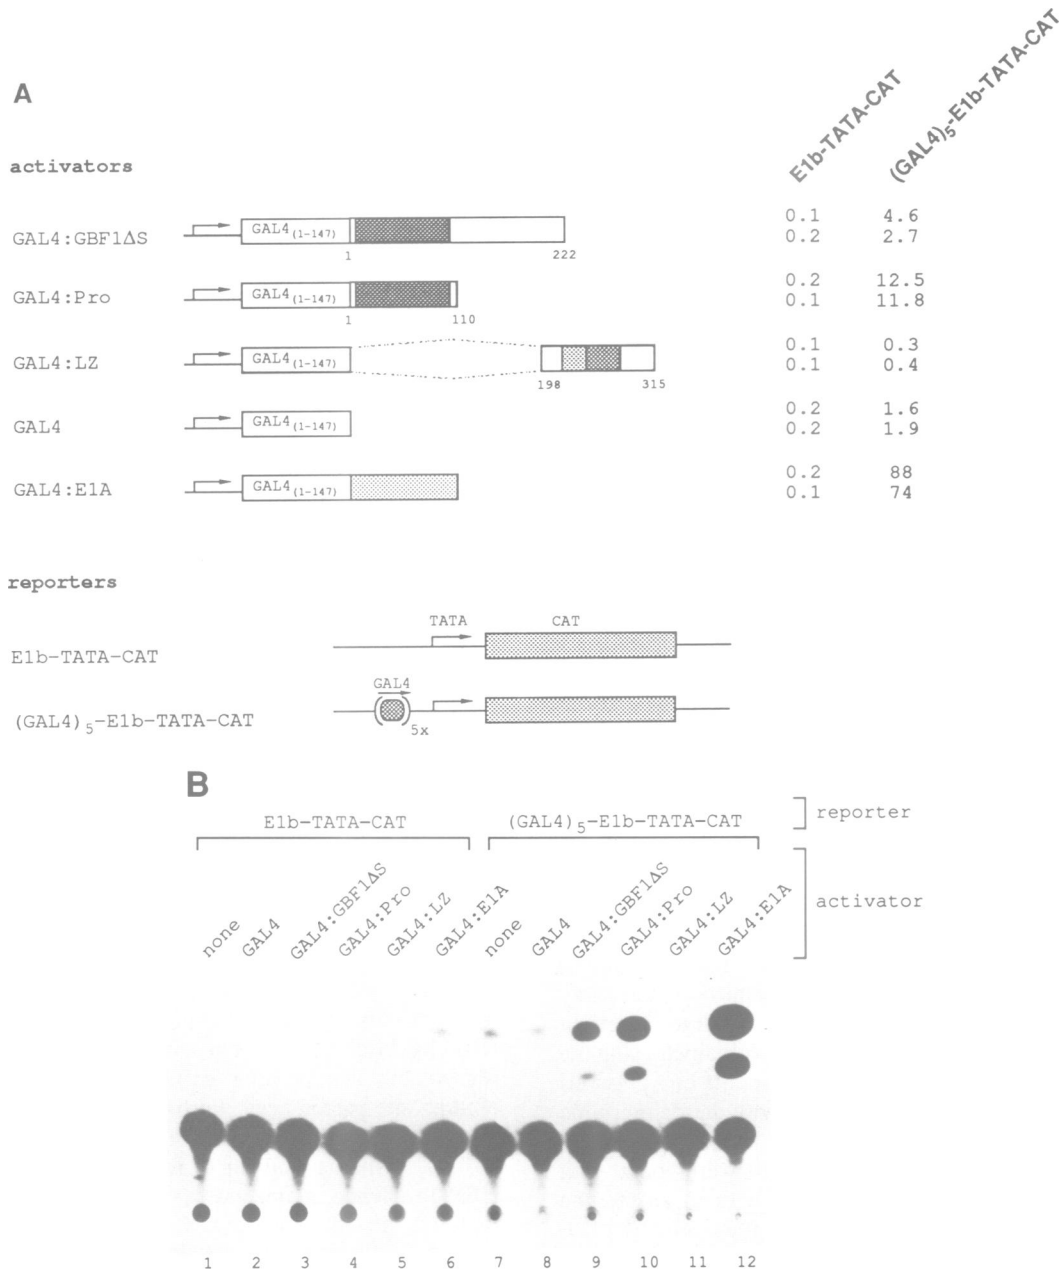 A
E1b-TATA-CAT
(GAL4)5-E1b-TATA-CAT
activators
GAL4:GBF1ΔS
GAL4(1-147)
1
222
0.1 4.6
0.2 2.7
GAL4:Pro
GAL4(1-147)
1
110
0.2 12.5
0.1 11.8
GAL4:LZ
GAL4(1-147)
198
315
0.1 0.3
0.1 0.4
GAL4
GAL4(1-147)
0.2 1.6
0.2 1.9
GAL4:E1A
GAL4(1-147)
0.2 88
0.1 74
reporters
TATA
CAT
E1b-TATA-CAT
GAL4
(GAL4)5-E1b-TATA-CAT
5x
B
E1b-TATA-CAT
(GAL4)5-E1b-TATA-CAT
reporter
none
GAL4
GAL4:GBF1ΔS
GAL4:Pro
GAL4:LZ
GAL4:E1A
none
GAL4
GAL4:GBF1ΔS
GAL4:Pro
GAL4:LZ
GAL4:E1A
activator
1 2 3 4 5 6 7 8 9 10 11 12